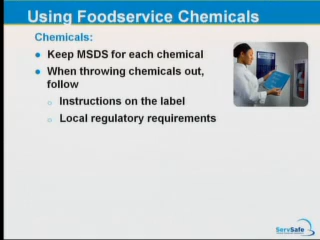 Using Foodservice Chemicals
Chemicals:
Keep MSDS for each chemical
When throwing chemicals out,
follow
Instructions on the label
Local regulatory requirements
ServSafe